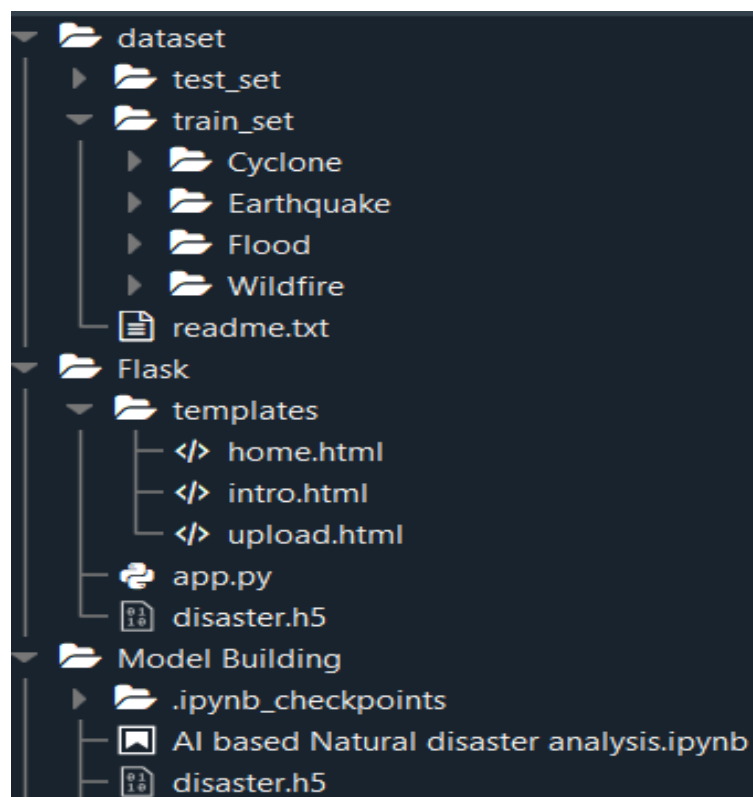 dataset
test_set
train_set
Cyclone
Earthquake
Flood
Wildfire
readme.txt
Flask
templates
</> home.html
</> intro.html
</> upload.html
app.py
disaster.h5
Model Building
.ipynb_checkpoints
AI based Natural disaster analysis.ipynb
disaster.h5